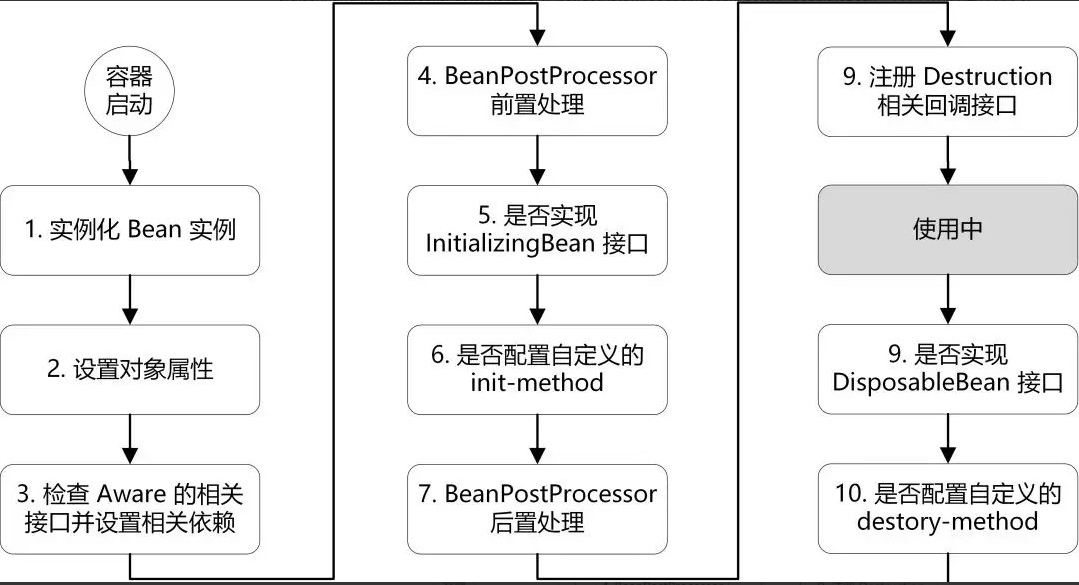 容器
启动
1. 实例化 Bean 实例
2. 设置对象属性
3. 检查 Aware 的相关
接口并设置相关依赖
4. BeanPostProcessor
前置处理
5. 是否实现
InitializingBean 接口
6. 是否配置自定义的
init-method
7. BeanPostProcessor
后置处理
9. 注册 Destruction
相关回调接口
使用中
9. 是否实现
DisposableBean 接口
10. 是否配置自定义的
destory-method